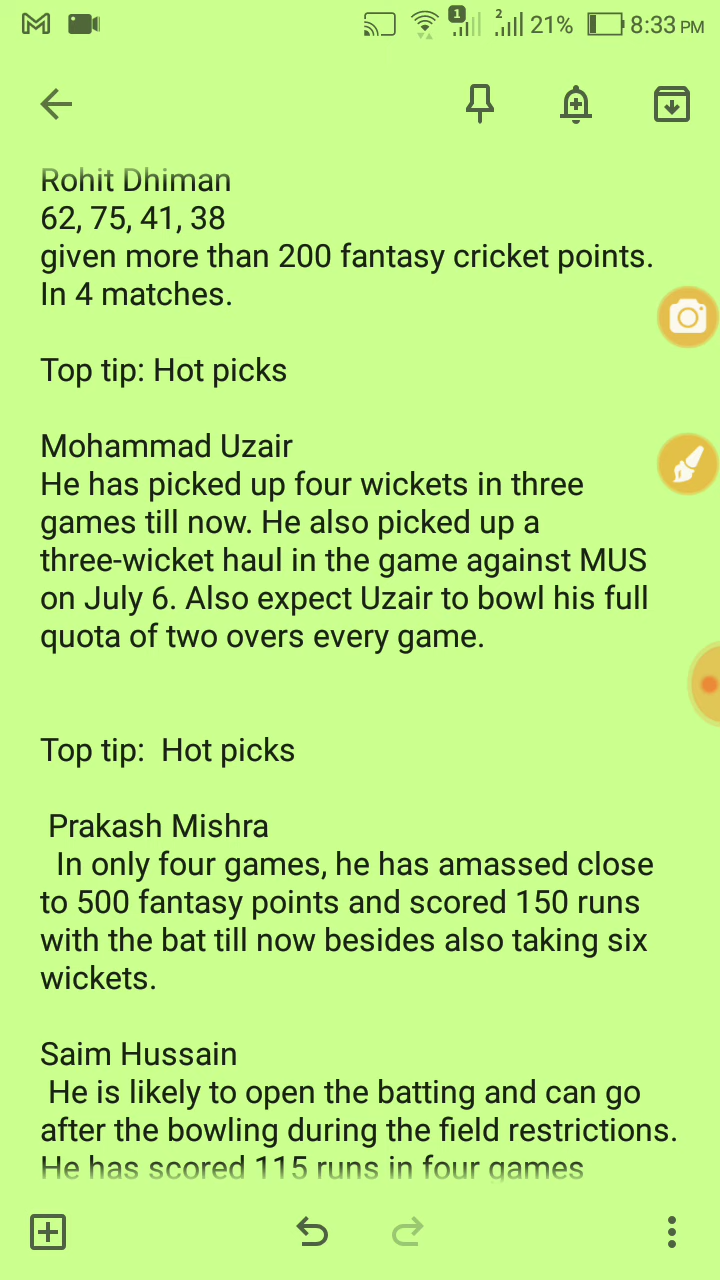 1 2 21% 8:33 PM
Rohit Dhiman
62, 75, 41, 38
given more than 200 fantasy cricket points.
In 4 matches.
Top tip: Hot picks
Mohammad Uzair
He has picked up four wickets in three
games till now. He also picked up a
three-wicket haul in the game against MUS
on July 6. Also expect Uzair to bowl his full
quota of two overs every game.
Top tip:  Hot picks
Prakash Mishra
In only four games, he has amassed close
to 500 fantasy points and scored 150 runs
with the bat till now besides also taking six
wickets.
Saim Hussain
He is likely to open the batting and can go
after the bowling during the field restrictions.
He has scored 115 runs in four games